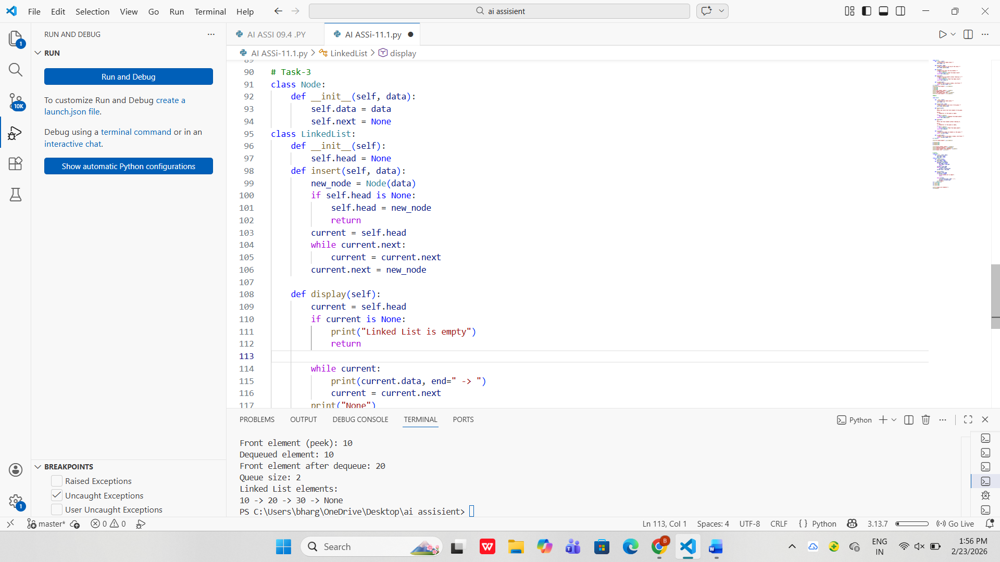 File Edit Selection View Go Run Terminal Help
ai assisient
RUN AND DEBUG
RUN
Run and Debug
To customize Run and Debug create a
launch.json file.
Debug using a terminal command or in an
interactive chat.
Show automatic Python configurations
1
10K
1
BREAKPOINTS
Raised Exceptions
Uncaught Exceptions
User Uncaught Exceptions
AI ASSI 09.4 .PY
AI ASSi-11.1.py
AI ASSi-11.1.py > LinkedList > display
89
90 # Task-3
91 class Node:
92 def __init__(self, data):
93 self.data = data
94 self.next = None
95 class LinkedList:
96 def __init__(self):
97 self.head = None
98 def insert(self, data):
99 new_node = Node(data)
100 if self.head is None:
101 self.head = new_node
102 return
103 current = self.head
104 while current.next:
105 current = current.next
106 current.next = new_node
107
108 def display(self):
109 current = self.head
110 if current is None:
111 print("Linked List is empty")
112 return
113
114 while current:
115 print(current.data, end=" -> ")
116 current = current.next
117 print("None")
PROBLEMS OUTPUT DEBUG CONSOLE TERMINAL PORTS
Python
Front element (peek): 10
Dequeued element: 10
Front element after dequeue: 20
Queue size: 2
Linked List elements:
10 -> 20 -> 30 -> None
PS C:\Users\bharg\OneDrive\Desktop\ai assisient>
master* 0 0
Ln 113, Col 1 Spaces: 4 UTF-8 CRLF { } Python 3.13.7 Go Live
Search
B
ENG
IN
1:56 PM
2/23/2026